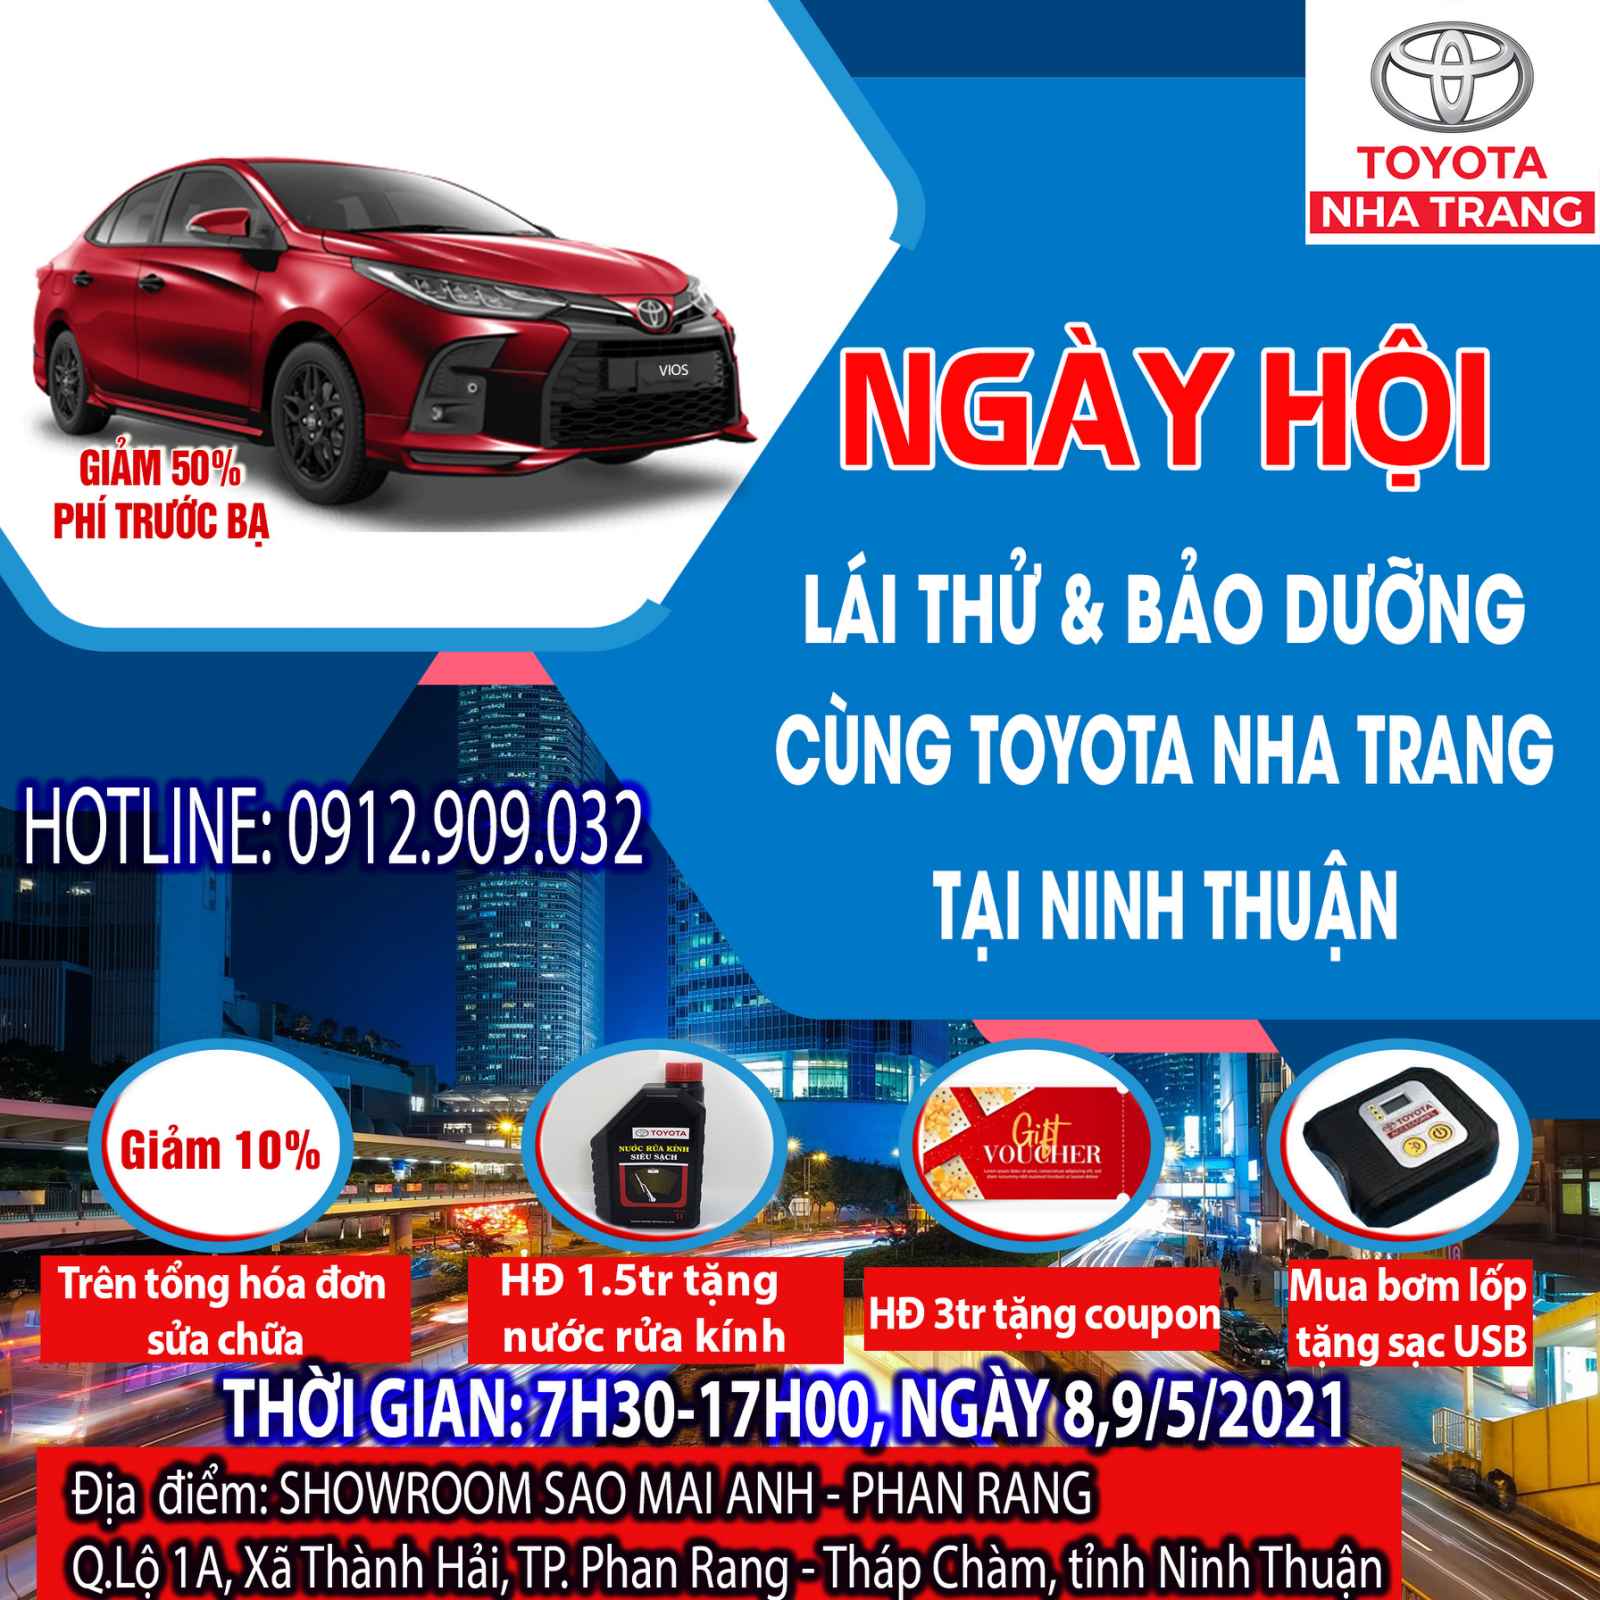 TOYOTA
NHA TRANG
VIOS
GIẢM 50%
PHÍ TRƯỚC BẠ
NGÀY HỘI
LÁI THỬ & BẢO DƯỠNG
CÙNG TOYOTA NHA TRANG
TẠI NINH THUẬN
HOTLINE: 0912.909.032
Giảm 10%
TOYOTA
NƯỚC RỬA KÍNH
SIÊU SẠCH
Gift
VOUCHER
TOYOTA
Trên tổng hóa đơn
sửa chữa
HĐ 1.5tr tặng
nước rửa kính
HĐ 3tr tặng coupon
Mua bơm lốp
tặng sạc USB
THỜI GIAN: 7H30-17H00, NGÀY 8,9/5/2021
Địa điểm: SHOWROOM SAO MAI ANH - PHAN RANG
Q.Lộ 1A, Xã Thành Hải, TP. Phan Rang - Tháp Chàm, tỉnh Ninh Thuận